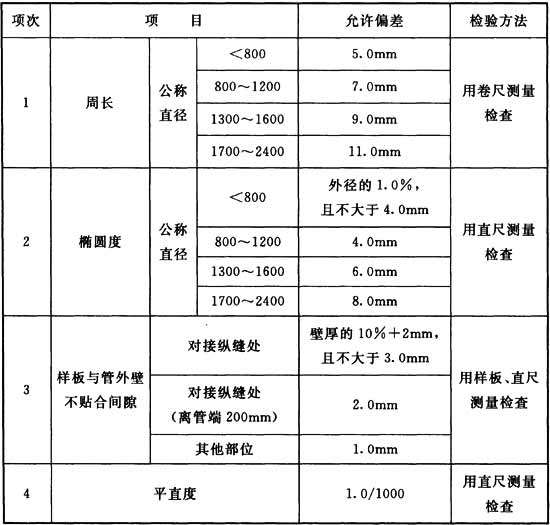 项次 项 目 允许偏差 检验方法
1 周长 公称直径 <800 5.0mm 用卷尺测量检查
800～1200 7.0mm
1300～1600 9.0mm
1700～2400 11.0mm
2 椭圆度 公称直径 <800 外径的1.0%，且不大于4.0mm 用直尺测量检查
800～1200 4.0mm
1300～1600 6.0mm
1700～2400 8.0mm
3 样板与管外壁不贴合间隙 对接纵缝处 壁厚的10%+2mm，且不大于3.0mm 用样板、直尺测量检查
对接纵缝处（离管端200mm） 2.0mm
其他部位 1.0mm
4 平直度 1.0/1000 用直尺测量检查